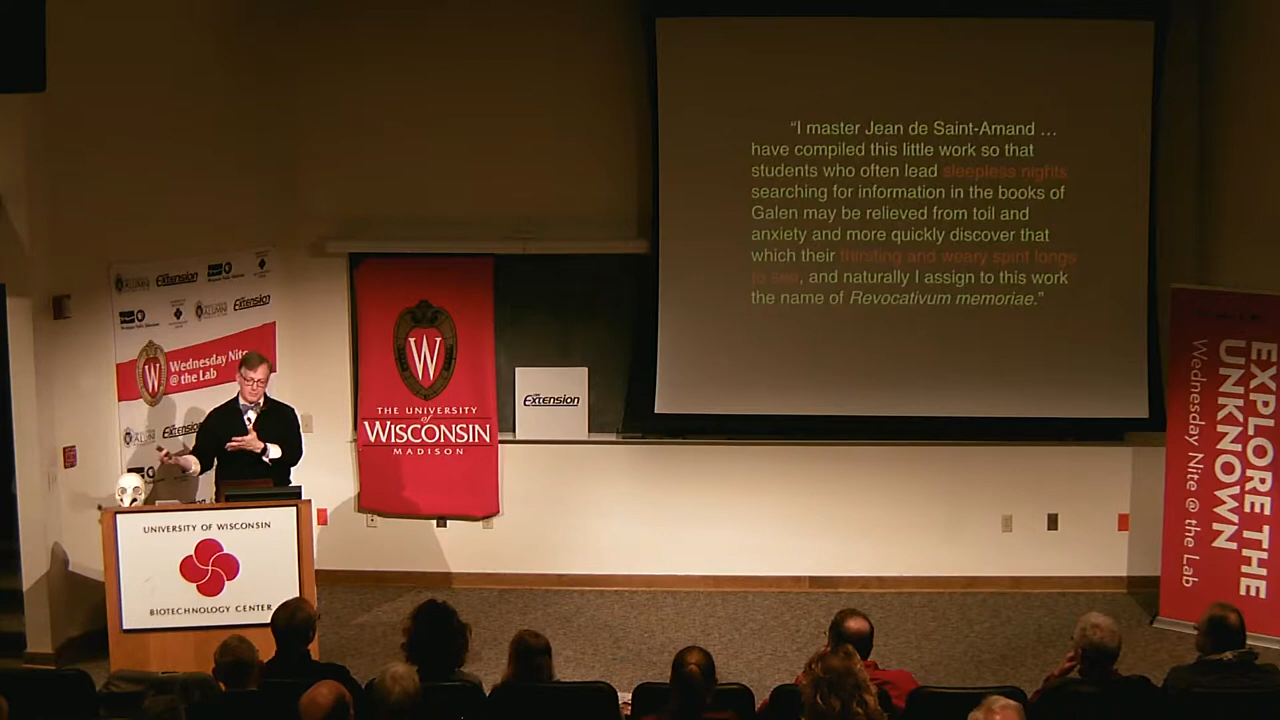 “I master Jean de Saint-Amand …
have compiled this little work so that
students who often lead sleepless nights
searching for information in the books of
Galen may be relieved from toil and
anxiety and more quickly discover that
which their thirsting and weary spirit longs
to see, and naturally I assign to this work
the name of Revocativum memoriae.”
Extension
Extension
Wednesday Nite
@ the Lab
W
Extension
W
THE UNIVERSITY
of
WISCONSIN
MADISON
Extension
UNIVERSITY OF WISCONSIN
BIOTECHNOLOGY CENTER
EXPLORE THE
UNKNOWN
Wednesday Nite @ the Lab